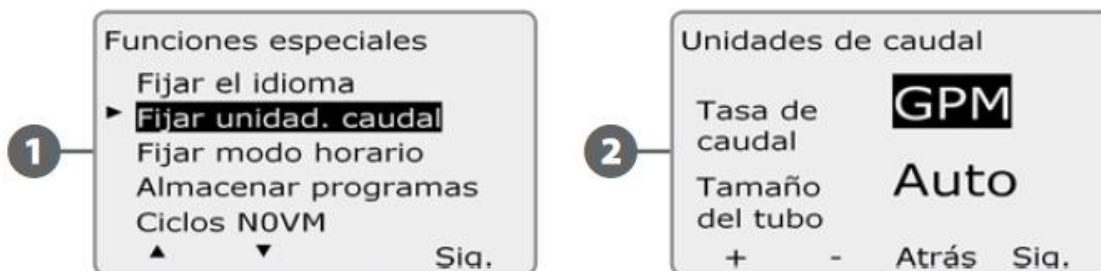 1
Funciones especiales
Fijar el idioma
► Fijar unidad. caudal
Fijar modo horario
Almacenar programas
Ciclos N0VM
▲ ▼ Sig.
2
Unidades de caudal
Tasa de caudal GPM
Tamaño del tubo Auto
+ - Atrás Sig.